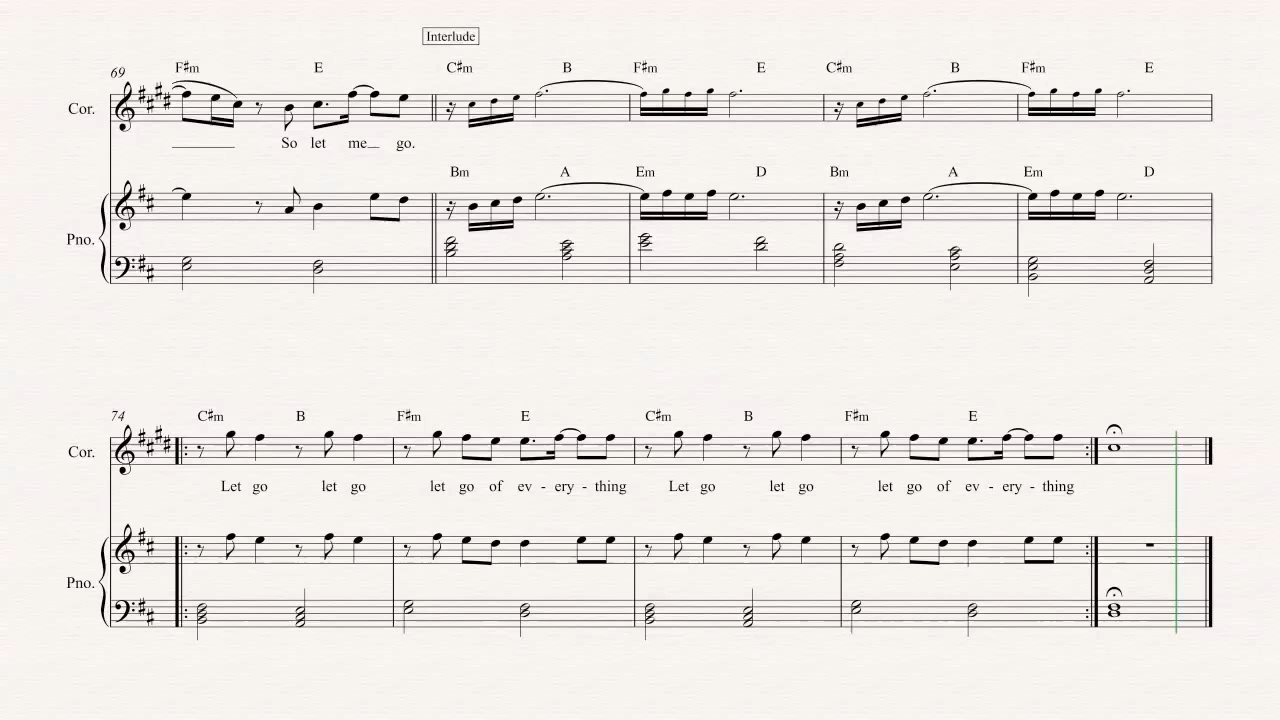 Interlude
69 F♯m E C♯m B F♯m E C♯m B F♯m E
Cor.
So let me go.
Bm A Em D Bm A Em D
Pno.
74 C♯m B F♯m E C♯m B F♯m E
Cor.
Let go let go let go of ev - ery - thing Let go let go let go of ev - ery - thing
Pno.